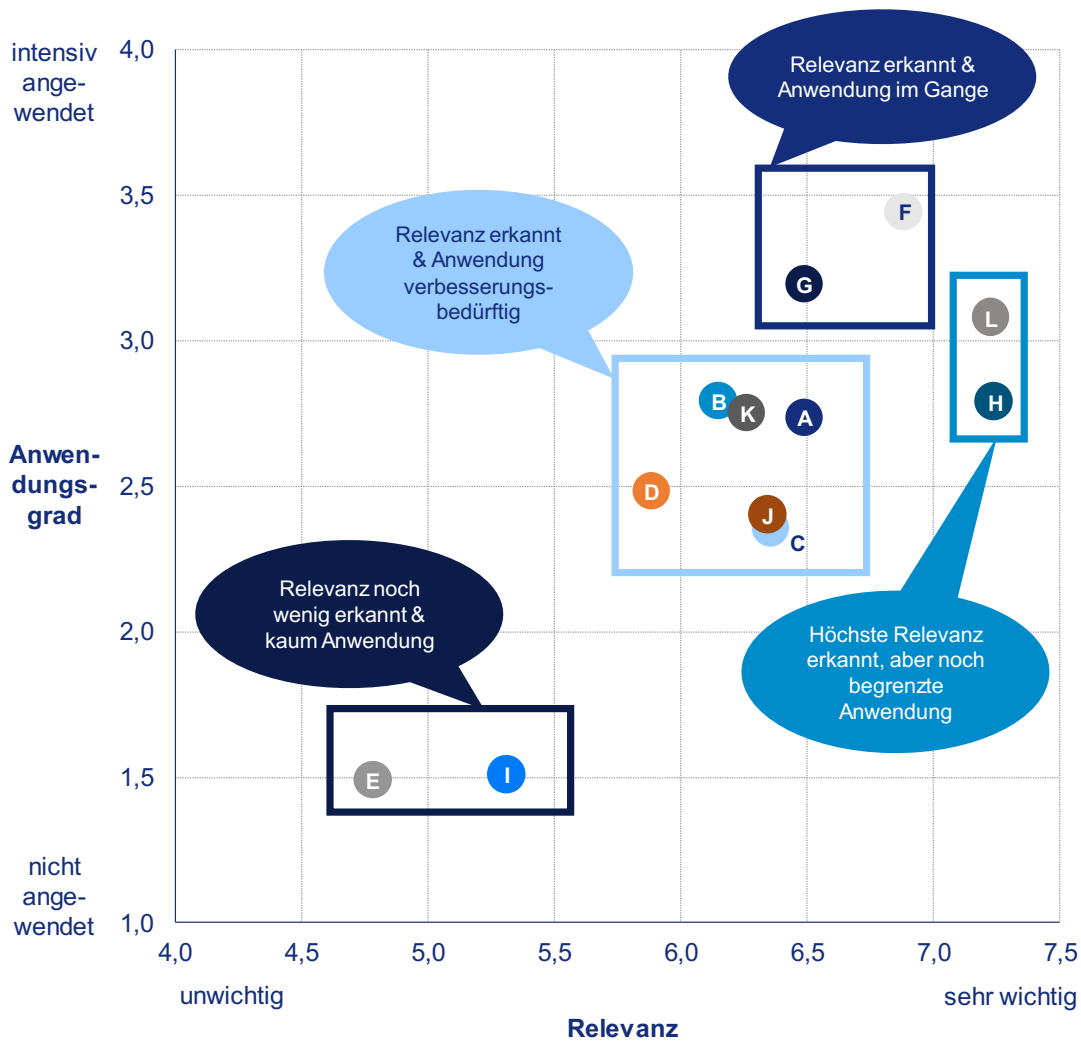 intensiv
ange-
wendet
4,0
3,5
3,0
2,5
2,0
1,5
1,0
Anwen-
dungs-
grad
nicht
ange-
wendet
Relevanz erkannt &
Anwendung im Gange
F
G
Relevanz erkannt
& Anwendung
verbesserungs-
bedürftig
L
H
B
K
A
D
J
C
Relevanz noch
wenig erkannt &
kaum Anwendung
Höchste Relevanz
erkannt, aber noch
begrenzte
Anwendung
E
I
4,0
4,5
5,0
5,5
6,0
6,5
7,0
7,5
unwichtig
sehr wichtig
Relevanz